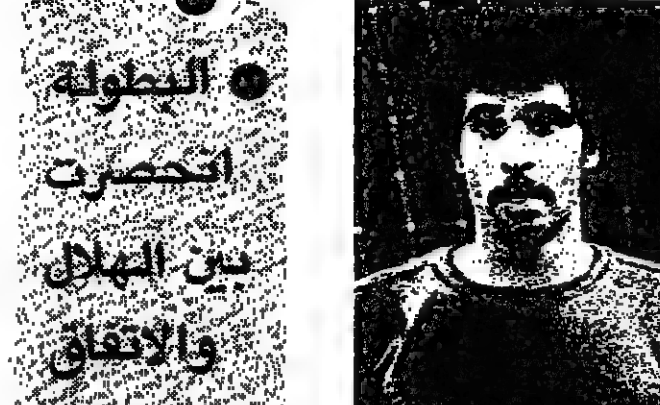 ● البطولة
انحصرت
بين الهلال
والاتفاق